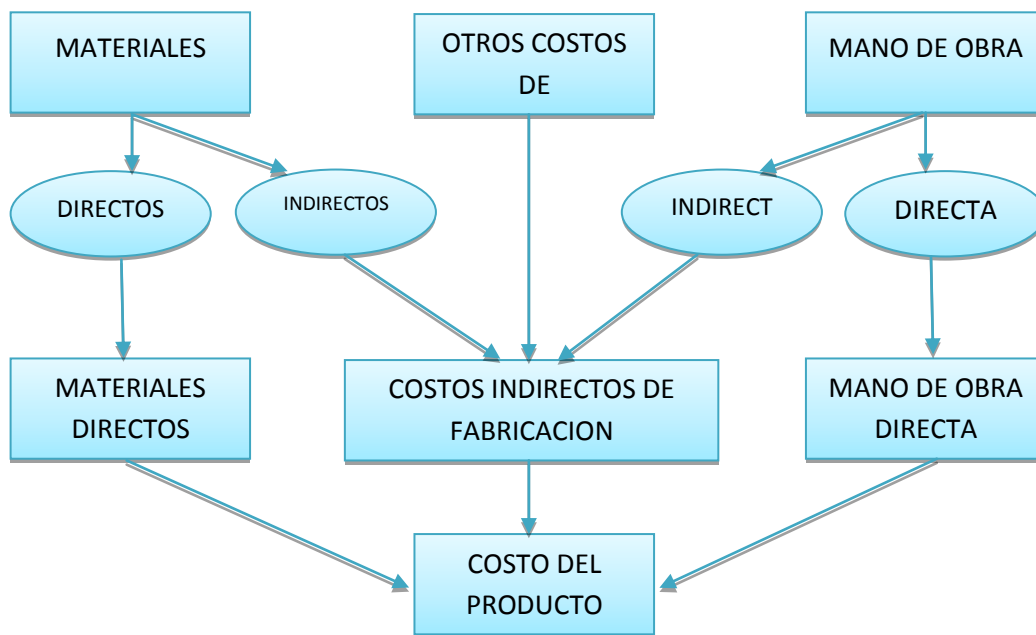 MATERIALES
OTROS COSTOS
DE
MANO DE OBRA
DIRECTOS
INDIRECTOS
INDIRECT
DIRECTA
MATERIALES
DIRECTOS
COSTOS INDIRECTOS DE
FABRICACION
MANO DE OBRA
DIRECTA
COSTO DEL
PRODUCTO